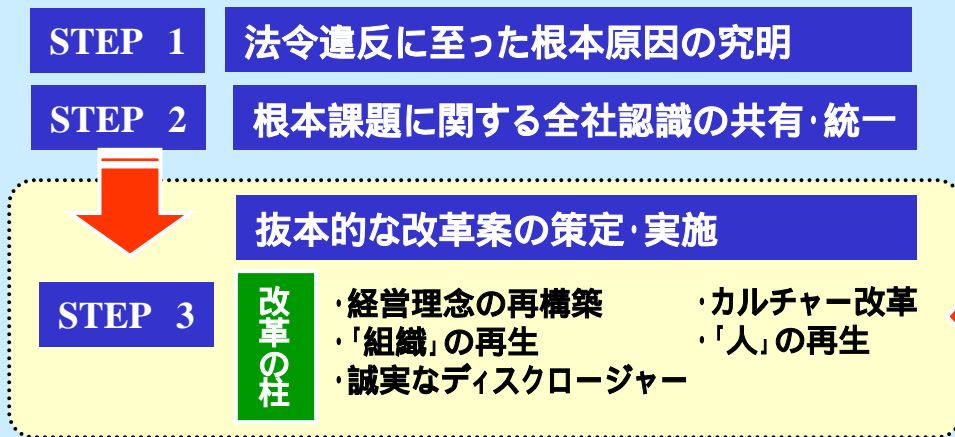 STEP 1 法令違反に至った根本原因の究明
STEP 2 根本課題に関する全社認識の共有・統一
抜本的な改革案の策定・実施
STEP 3
改革の柱
・経営理念の再構築 ・カルチャー改革
・「組織」の再生 ・「人」の再生
・誠実なディスクロージャー